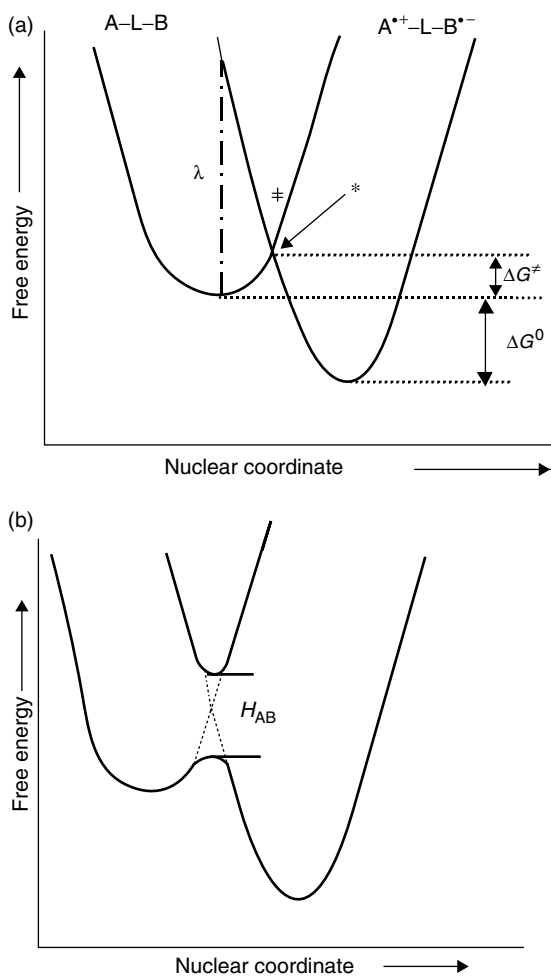 (a)
A–L–B
A•+–L–B•−
λ
ǂ
*
ΔG≠
ΔG0
Free energy
Nuclear coordinate
(b)
HAB
Free energy
Nuclear coordinate